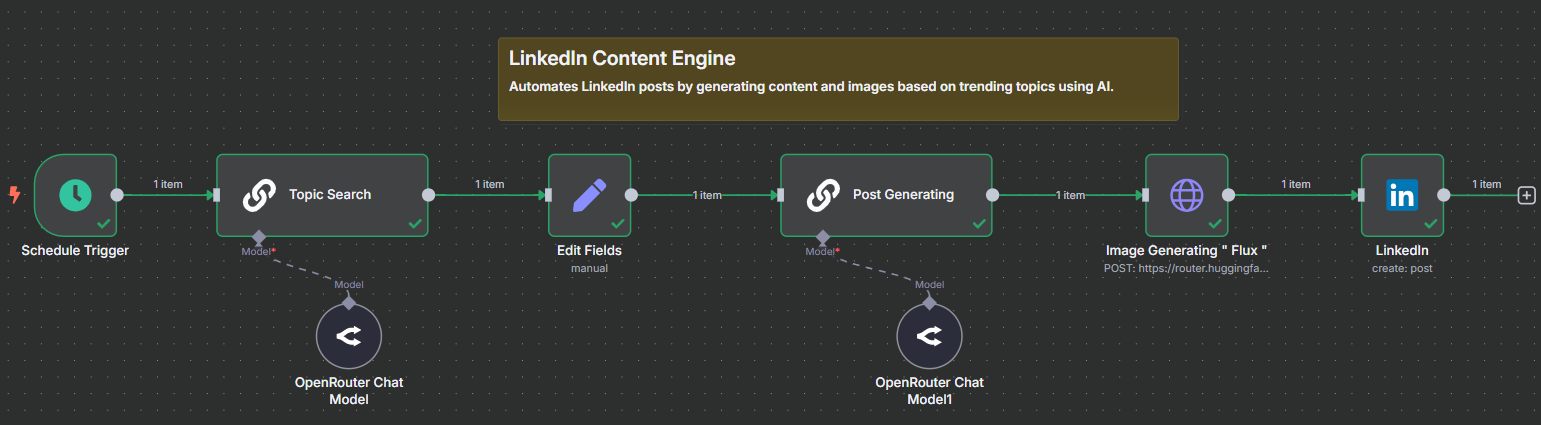 LinkedIn Content Engine
Automates LinkedIn posts by generating content and images based on trending topics using AI.
1 item
1 item
1 item
1 item
1 item
1 item
Topic Search
Post Generating
in
Schedule Trigger
Model*
Edit Fields
manual
Model*
Image Generating " Flux "
POST: https://router.huggingfa...
LinkedIn
create: post
Model
Model
OpenRouter Chat
Model
OpenRouter Chat
Model1